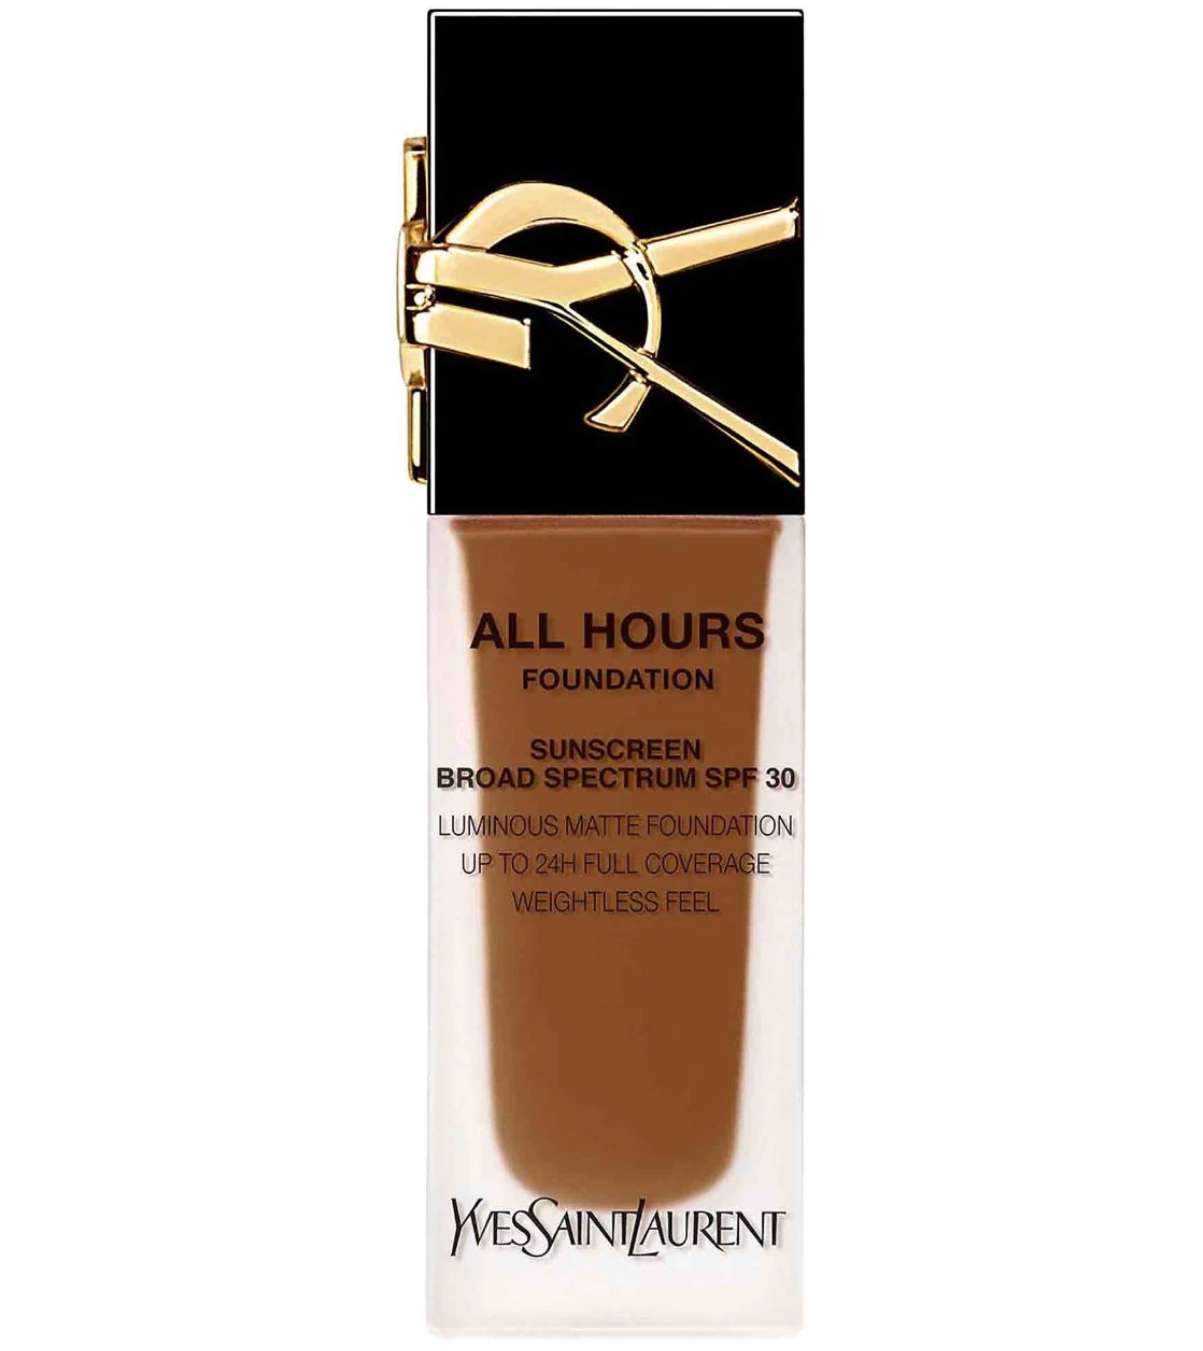 ALL HOURS
FOUNDATION
SUNSCREEN
BROAD SPECTRUM SPF 30
LUMINOUS MATTE FOUNDATION
UP TO 24H FULL COVERAGE
WEIGHTLESS FEEL
YVESSAINTLAURENT